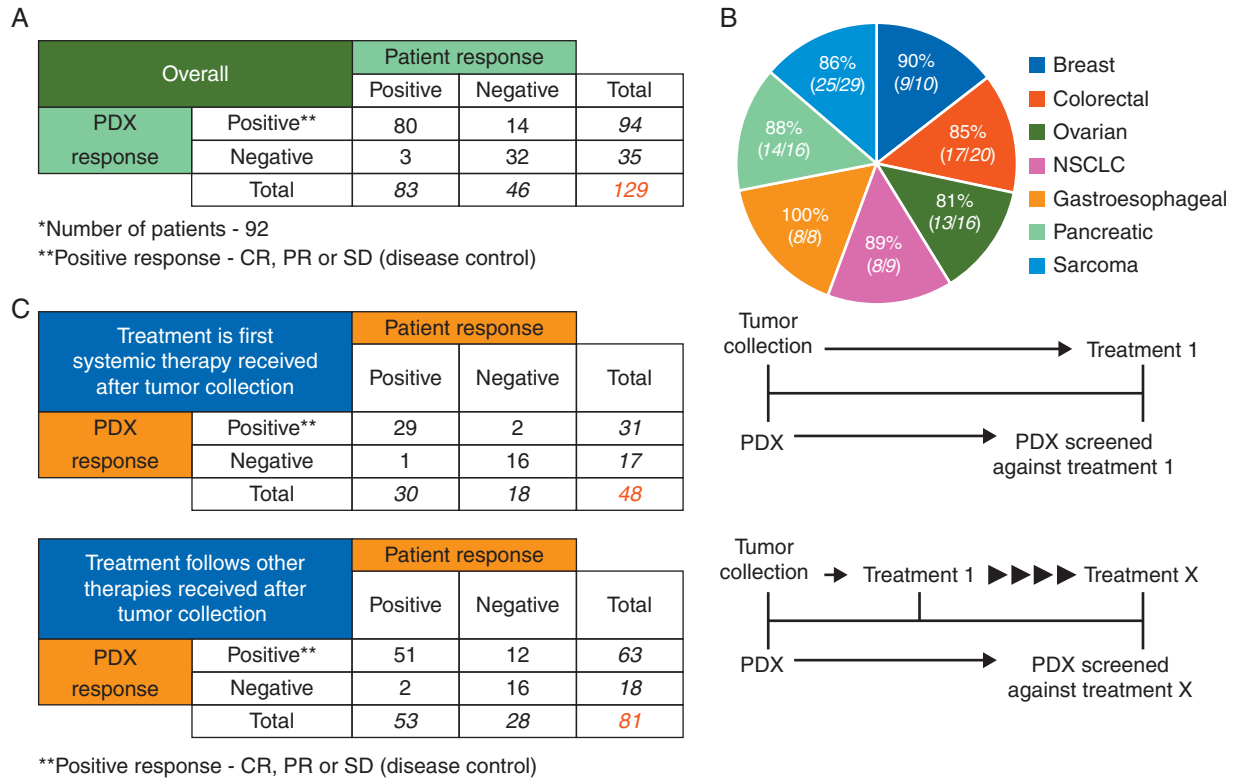 A
Overall
Patient response
Positive Negative Total
PDX response
Positive** 80 14 94
Negative 3 32 35
Total 83 46 129
*Number of patients - 92
**Positive response - CR, PR or SD (disease control)
B
86%
(25/29)
90%
(9/10)
88%
(14/16)
85%
(17/20)
100%
(8/8)
89%
(8/9)
81%
(13/16)
Breast
Colorectal
Ovarian
NSCLC
Gastroesophageal
Pancreatic
Sarcoma
C
Treatment is first
systemic therapy received
after tumor collection
Patient response
Positive Negative Total
PDX
response
Positive** 29 2 31
Negative 1 16 17
Total 30 18 48
Tumor
collection
Treatment 1
PDX
PDX screened
against treatment 1
Treatment follows other
therapies received after
tumor collection
Patient response
Positive Negative Total
PDX
response
Positive** 51 12 63
Negative 2 16 18
Total 53 28 81
Tumor
collection
Treatment 1
Treatment X
PDX
PDX screened
against treatment X
**Positive response - CR, PR or SD (disease control)